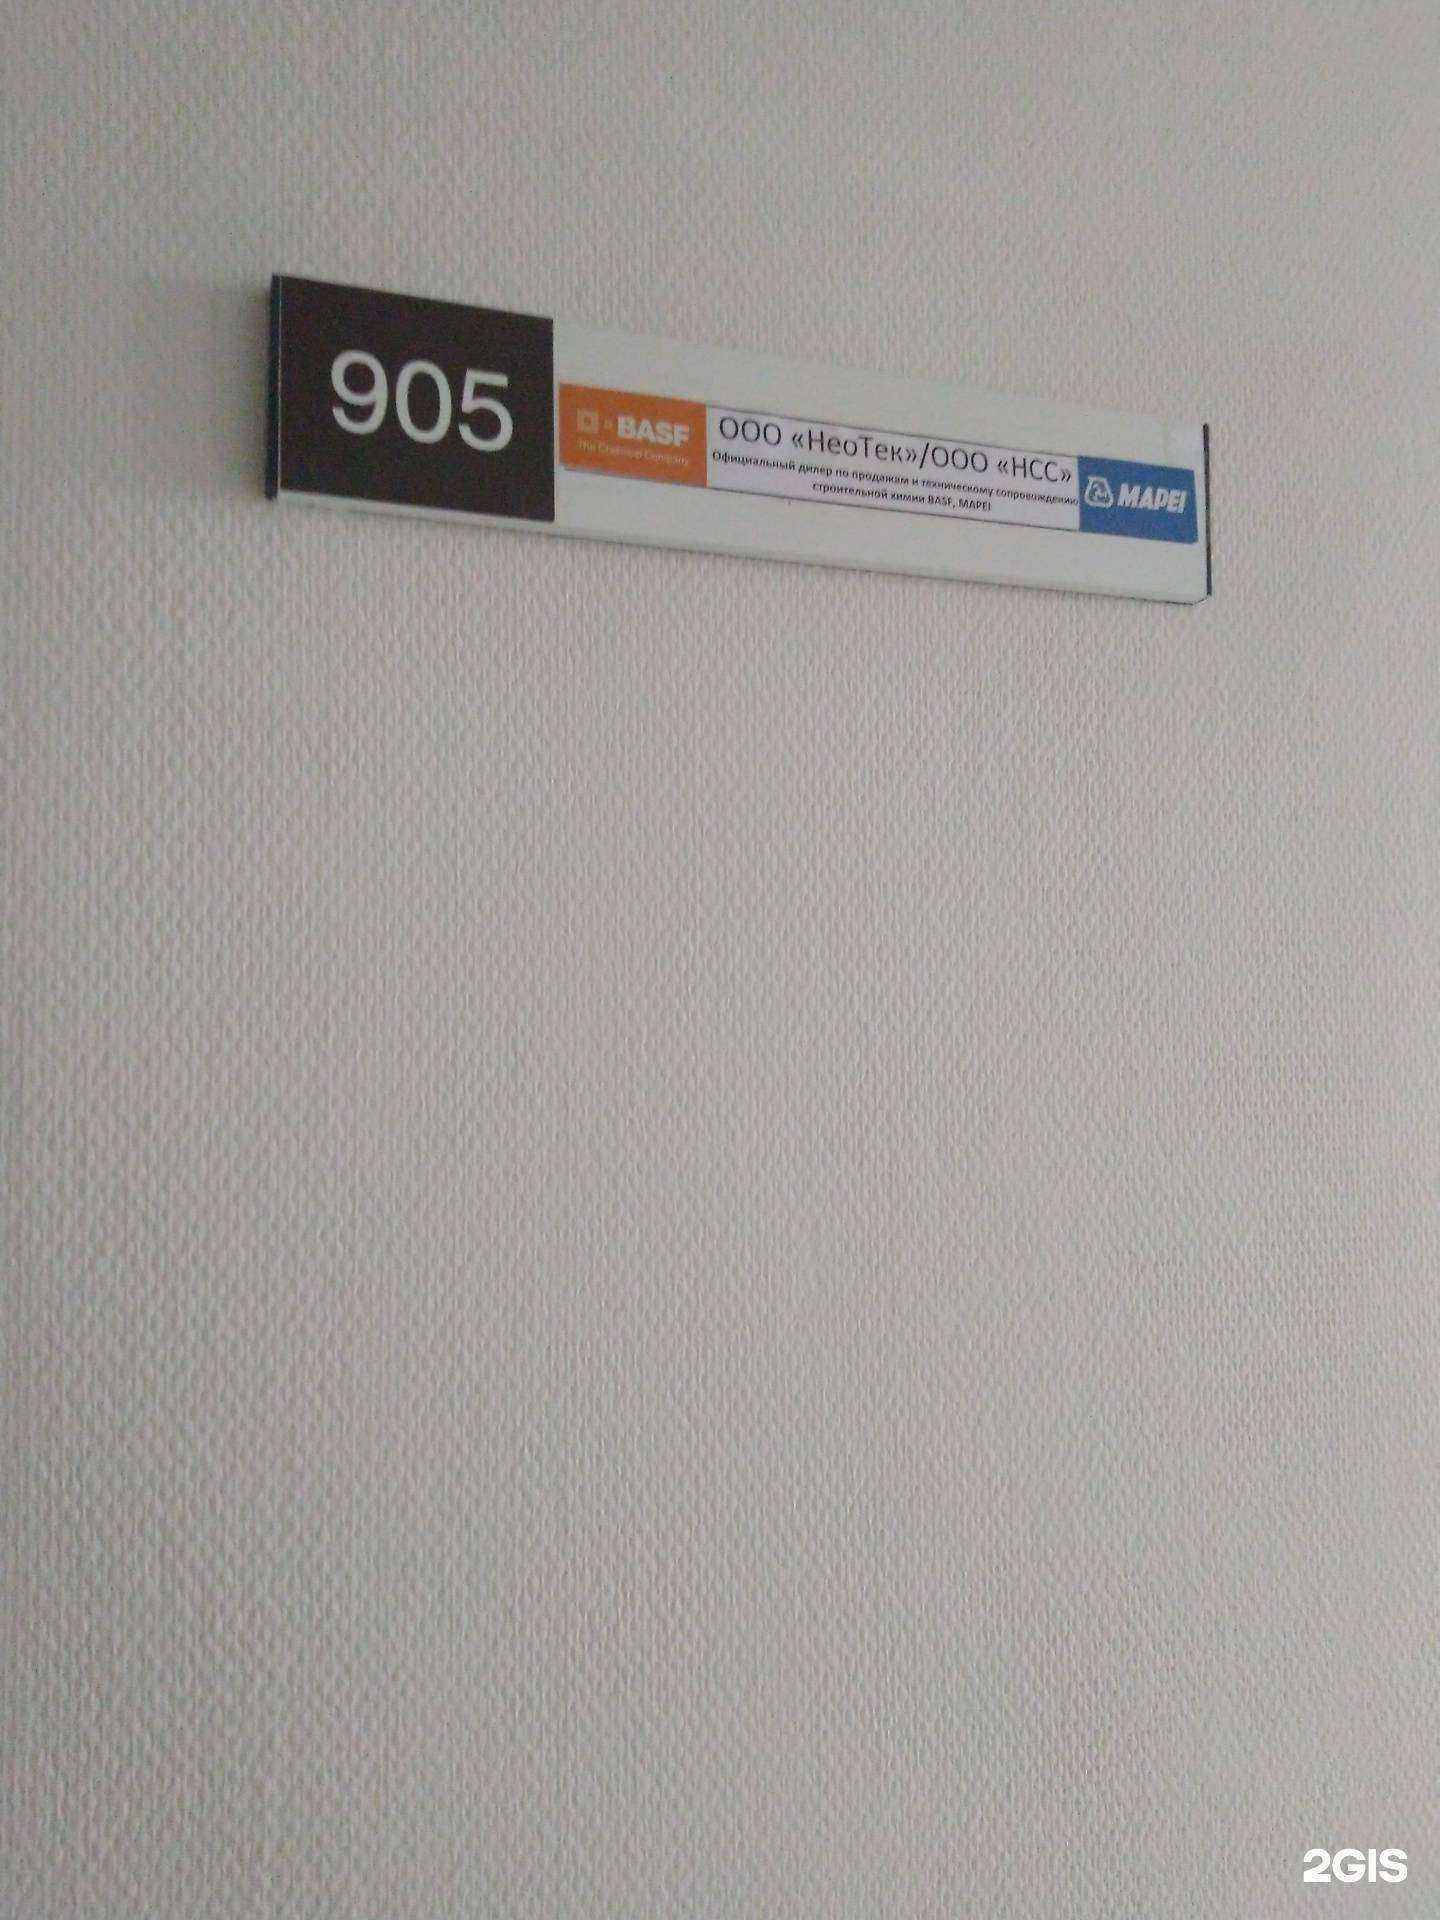 905
BASF
The Chemical Company
ООО «НеоТек»/ООО «НСС»
Официальный дилер по продажам и техническому сопровождению
строительной химии BASF, MAPEI
MAPEI
2GIS